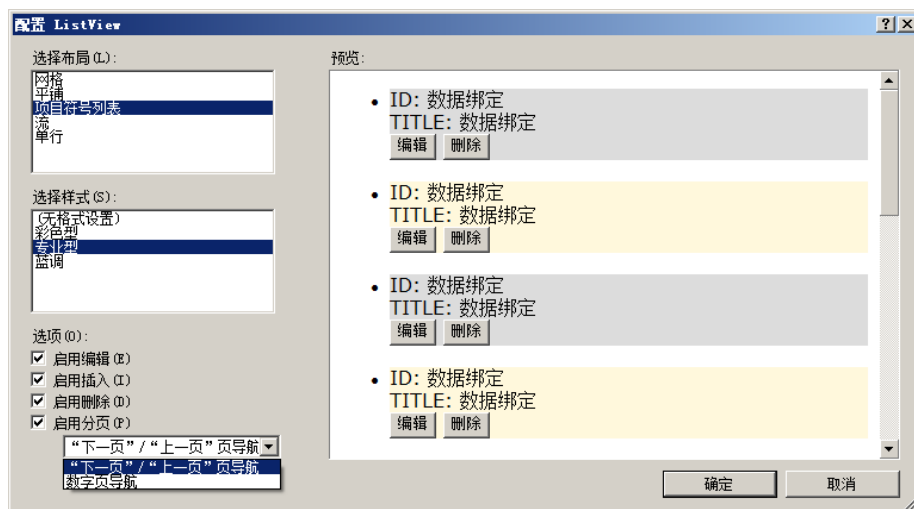 配置 ListView
选择布局(L):
网格
平铺
项目符号列表
流
单行
选择样式(S):
(无格式设置)
彩色型
专业型
蓝调
选项(O):
启用编辑(E)
启用插入(I)
启用删除(D)
启用分页(P)
“下一页”/“上一页”页导航
“下一页”/“上一页”页导航
数字页导航
预览:
ID: 数据绑定
TITLE: 数据绑定
编辑 删除
ID: 数据绑定
TITLE: 数据绑定
编辑 删除
ID: 数据绑定
TITLE: 数据绑定
编辑 删除
ID: 数据绑定
TITLE: 数据绑定
编辑 删除
确定 取消